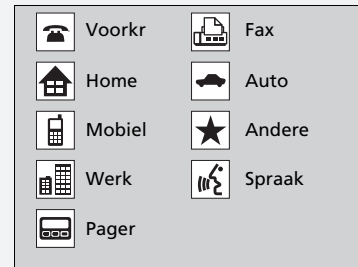 Voorkr Fax
Home Auto
Mobiel Andere
Werk Spraak
Pager